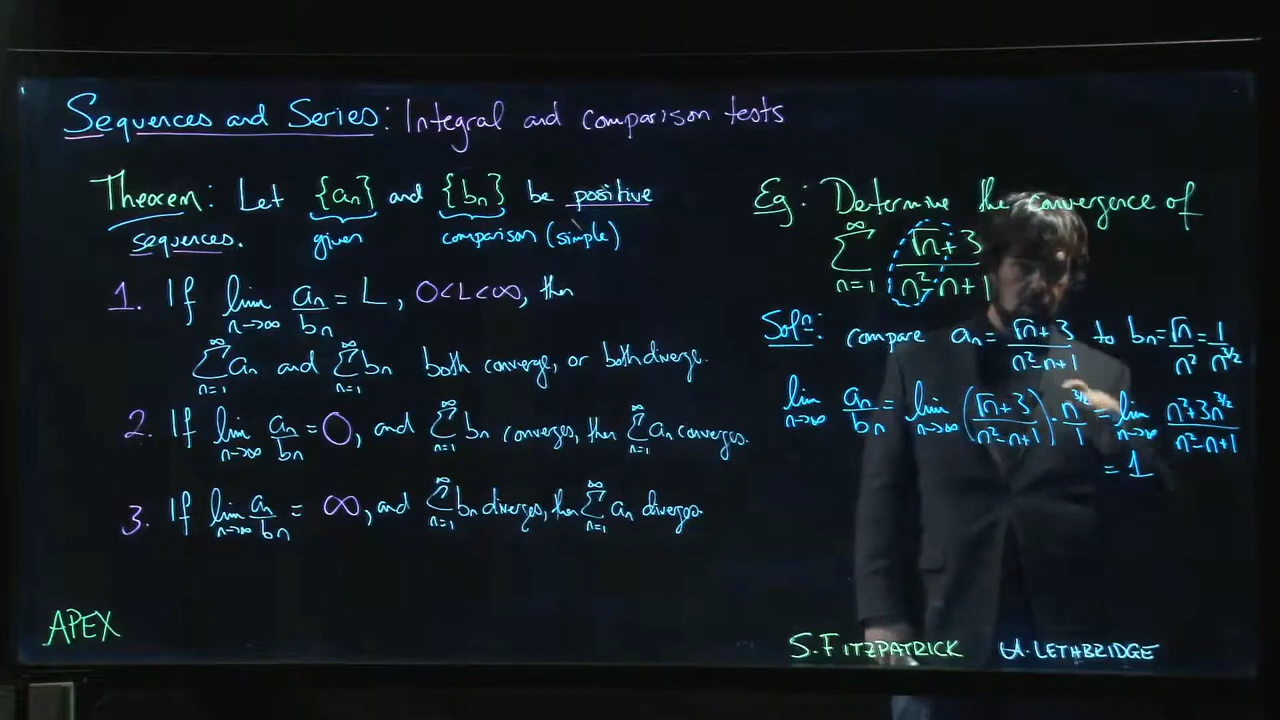 Sequences and Series: Integral and comparison tests
Theorem: Let {aₙ} and {bₙ} be positive
sequences. given comparison (simple)
1. If lim n→∞ aₙ/bₙ = L, 0<L<∞, then
∞ Σ n=1 aₙ and ∞ Σ n=1 bₙ both converge, or both diverge.
2. If lim n→∞ aₙ/bₙ = 0, and ∞ Σ n=1 bₙ converges, then ∞ Σ n=1 aₙ converges.
3. If lim n→∞ aₙ/bₙ = ∞, and ∞ Σ n=1 bₙ diverges, then ∞ Σ n=1 aₙ diverges.
APEX
Eg: Determine the convergence of
∞ Σ n=1 (√n+3)/(n²-n+1)
Solⁿ: compare aₙ = (√n+3)/(n²-n+1) to bₙ = √n/n² = 1/n^(3/2)
lim n→∞ aₙ/bₙ = lim n→∞ ((√n+3)/(n²-n+1)) · n^(3/2)/1 = lim n→∞ (n²+3n^(3/2))/(n²-n+1)
= 1
S. FITZPATRICK U. LETHBRIDGE